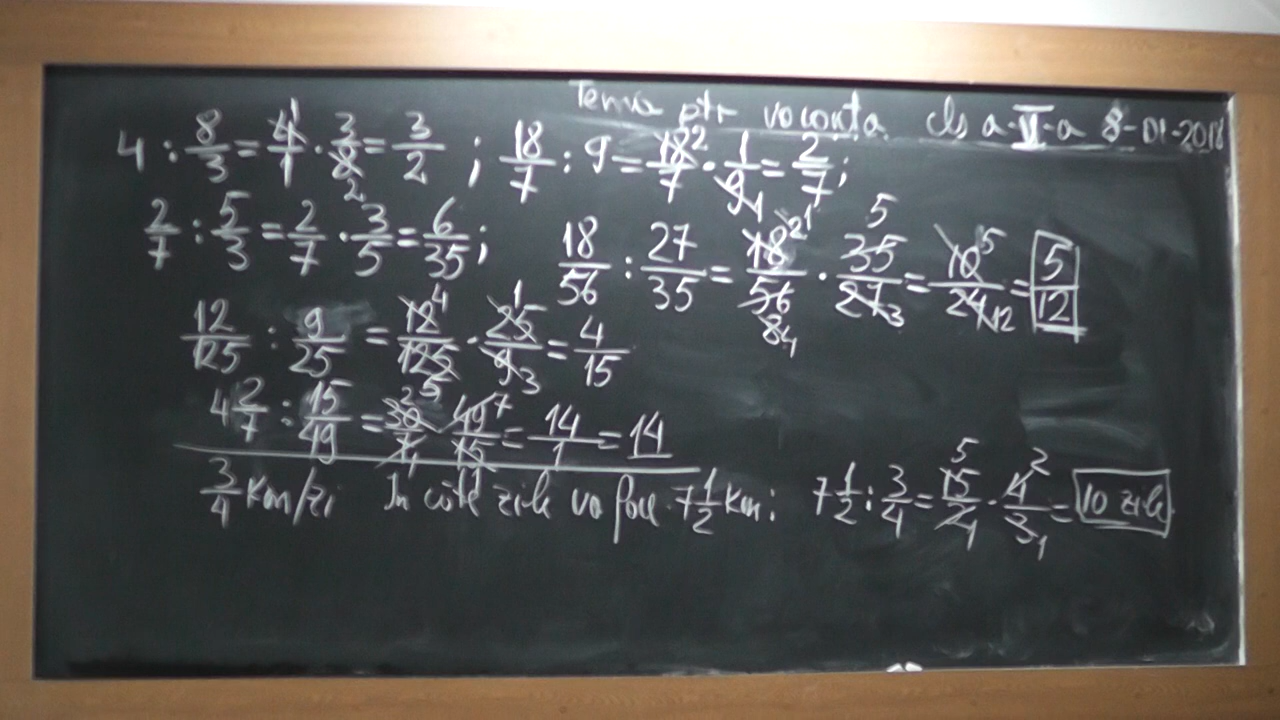 Temă ptr vacanta cls a-VI-a 8-01-2018
4 : 8/3 = 4/1 · 3/8 = 3/2 ; 18/7 : 9 = 18/7 · 1/9 = 2/7 ;
2/7 : 5/3 = 2/7 · 3/5 = 6/35 ; 18/56 : 27/35 = 18/56 · 35/27 = 10/24 = 5/12
12/125 : 9/25 = 12/125 · 25/9 = 4/15
4 2/7 : 15/49 = 30/7 · 49/15 = 14/1 = 14
3/4 Km/zi In câte zile va face 7 1/2 Km: 7 1/2 : 3/4 = 15/2 · 4/3 = 10 zile